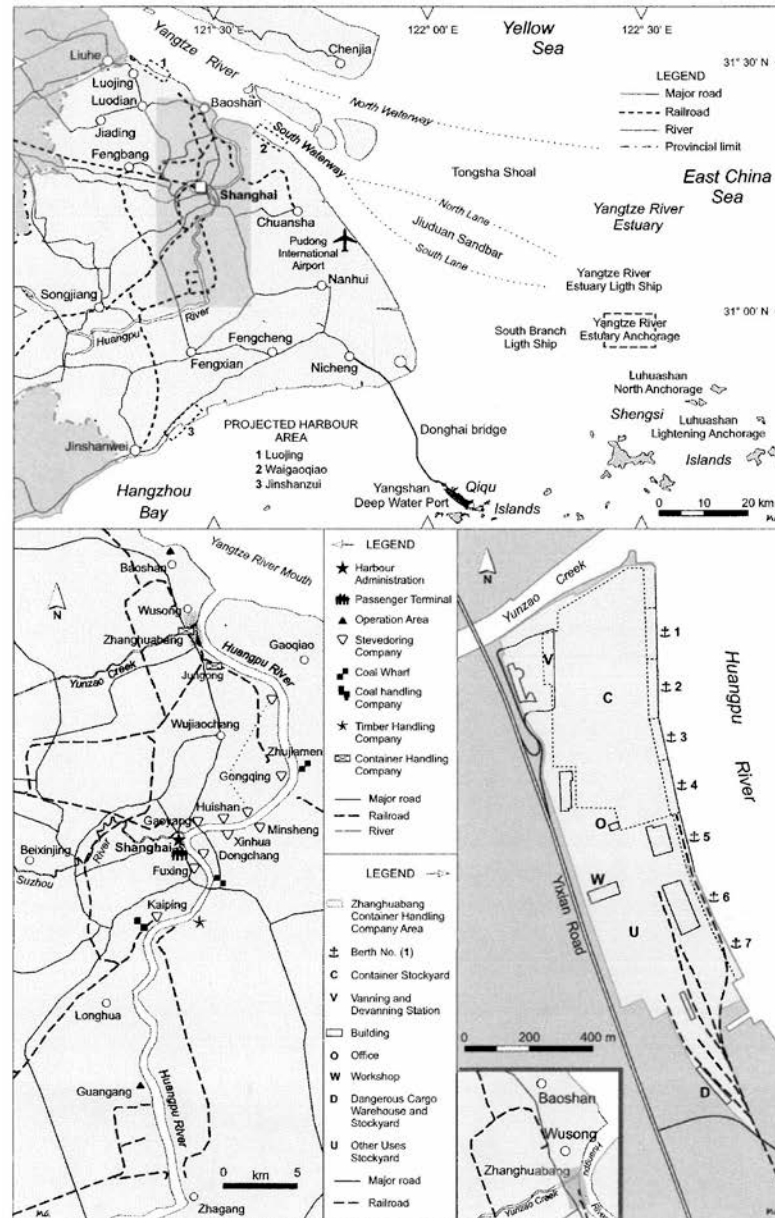 121° 30' E
122° 00' E
122° 30' E
Yellow
Sea
Yangtze River
Chenjia
Liuhe
1
Luojing
Luodian
Baoshan
Jiading
Fengbang
2
South Waterway
North Waterway
31° 30' N
LEGEND
Major road
Railroad
River
Provincial limit
Tongsha Shoal
East China
Sea
Shanghai
Chuansha
Pudong
International
Airport
North Lane
Jiuduan Sandbar
South Lane
Yangtze River
Estuary
Nanhui
Yangtze River
Estuary Ligth Ship
Songjiang
Huangpu
River
31° 00' N
South Branch
Ligth Ship
Yangtze River
Estuary Anchorage
Fengxian
Fengcheng
Nicheng
Luhuashan
North Anchorage
Shengsi
Luhuashan
Lightening Anchorage
Islands
Jinshanwei
3
PROJECTED HARBOUR
AREA
1 Luojing
2 Waigaoqiao
3 Jinshanzui
Donghai bridge
Hangzhou
Bay
Yangshan
Deep Water Port
Qiqu
Islands
0 10 20 km
M.G.
Yangtze River Mouth
Baoshan
N
Wusong
Zhanghuabang
Huangpu River
Gaoqiao
Yunzao Creek
Jungong
Wujiaochang
Zhujiamen
Gongqing
Huishan
Gaoyang
Minsheng
Xinhua
Beixinjing
Shanghai
Dongchang
River
Suzhou
Fuxing
Kaiping
Longhua
Guangang
Huangpu River
0 5
km
Zhagang
M.G.
LEGEND
Harbour
Administration
Passenger Terminal
Operation Area
Stevedoring
Company
Coal Wharf
Coal handling
Company
Timber Handling
Company
Container Handling
Company
Major road
Railroad
River
LEGEND
Zhanghuabang
Container Handling
Company Area
Berth No. (1)
C Container Stockyard
V Vanning and
Devanning Station
Building
O Office
W Workshop
D Dangerous Cargo
Warehouse and
Stockyard
U Other Uses
Stockyard
Major road
Railroad
N
Yunzao Creek
V
C
1
2
3
4
5
6
7
Huangpu
River
O
W
U
Yixian Road
0 200 400 m
D
Baoshan
Wusong
Zhanghuabang
Huangpu
River
Yunzao Creek
M.G.